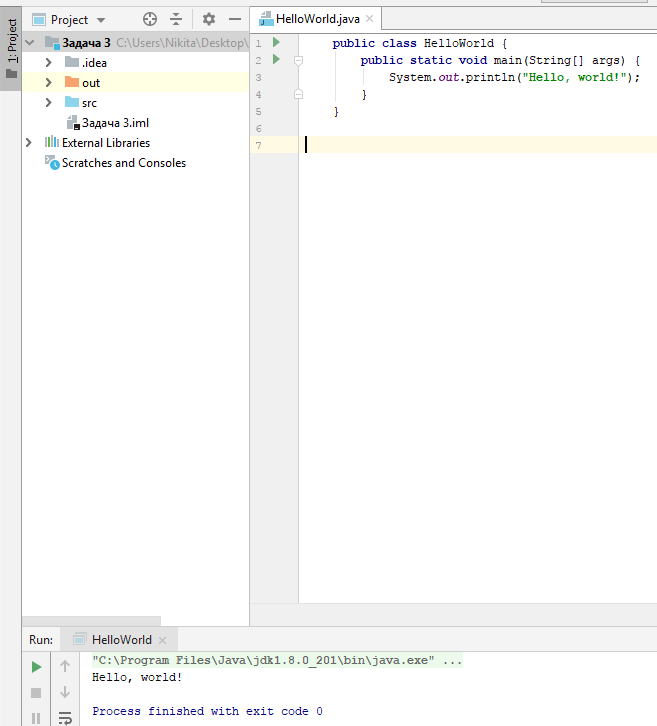 1: Project
Project
Задача 3 C:\Users\Nikita\Desktop\
.idea
out
src
Задача 3.iml
External Libraries
Scratches and Consoles
HelloWorld.java
1 public class HelloWorld {
2 public static void main(String[] args) {
3 System.out.println("Hello, world!");
4 }
5 }
6
7
Run: HelloWorld
"C:\Program Files\Java\jdk1.8.0_201\bin\java.exe" ...
Hello, world!
Process finished with exit code 0